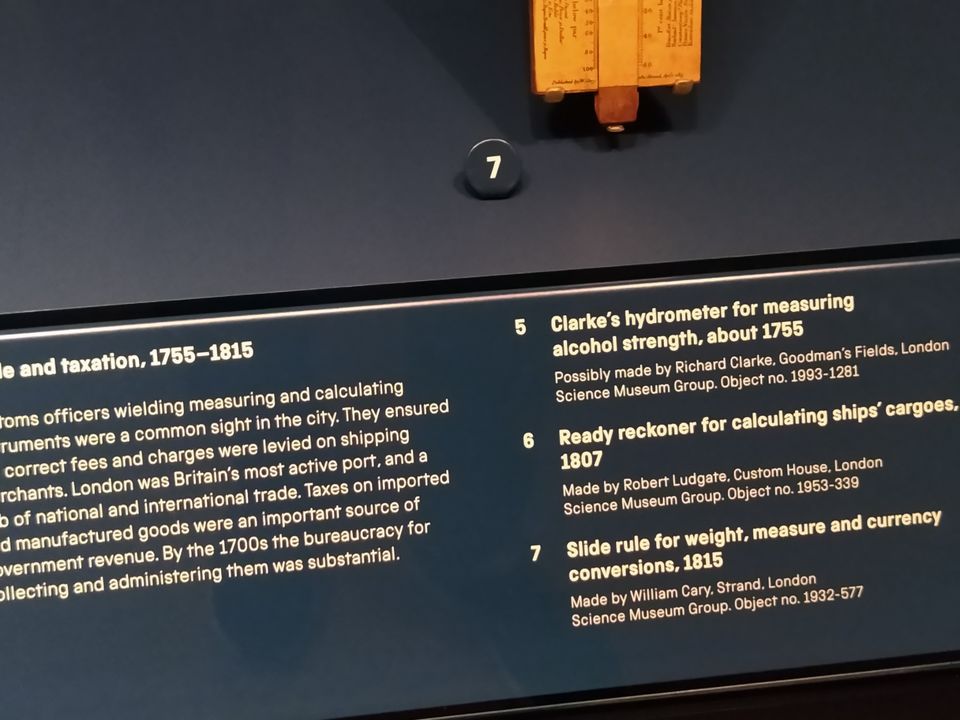 7
le and taxation, 1755–1815
toms officers wielding measuring and calculating
ruments were a common sight in the city. They ensured
correct fees and charges were levied on shipping
rchants. London was Britain's most active port, and a
b of national and international trade. Taxes on imported
d manufactured goods were an important source of
overnment revenue. By the 1700s the bureaucracy for
ollecting and administering them was substantial.
5 Clarke's hydrometer for measuring
alcohol strength, about 1755
Possibly made by Richard Clarke, Goodman's Fields, London
Science Museum Group. Object no. 1993-1281
6 Ready reckoner for calculating ships' cargoes,
1807
Made by Robert Ludgate, Custom House, London
Science Museum Group. Object no. 1953-339
7 Slide rule for weight, measure and currency
conversions, 1815
Made by William Cary, Strand, London
Science Museum Group. Object no. 1932-577